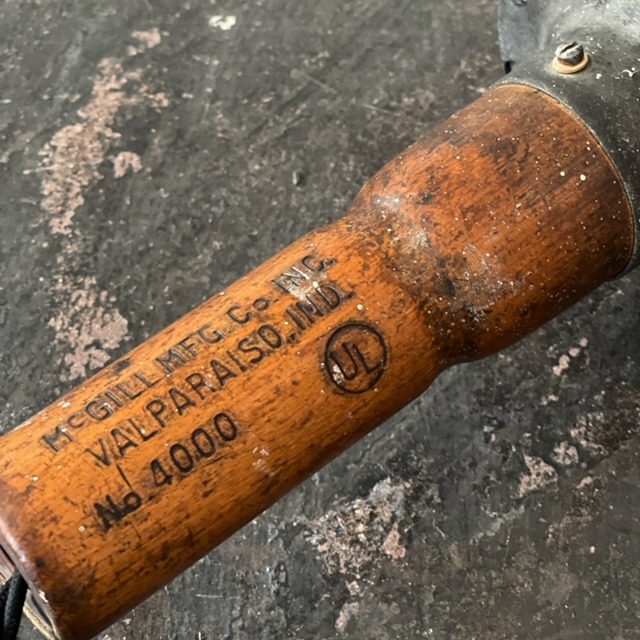 McGILL MFG. Co. INC.
VALPARAISO, IND.
UL
No. 4000